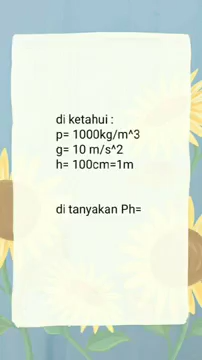 di ketahui :
p= 1000kg/m^3
g= 10 m/s^2
h= 100cm=1m
di tanyakan Ph=